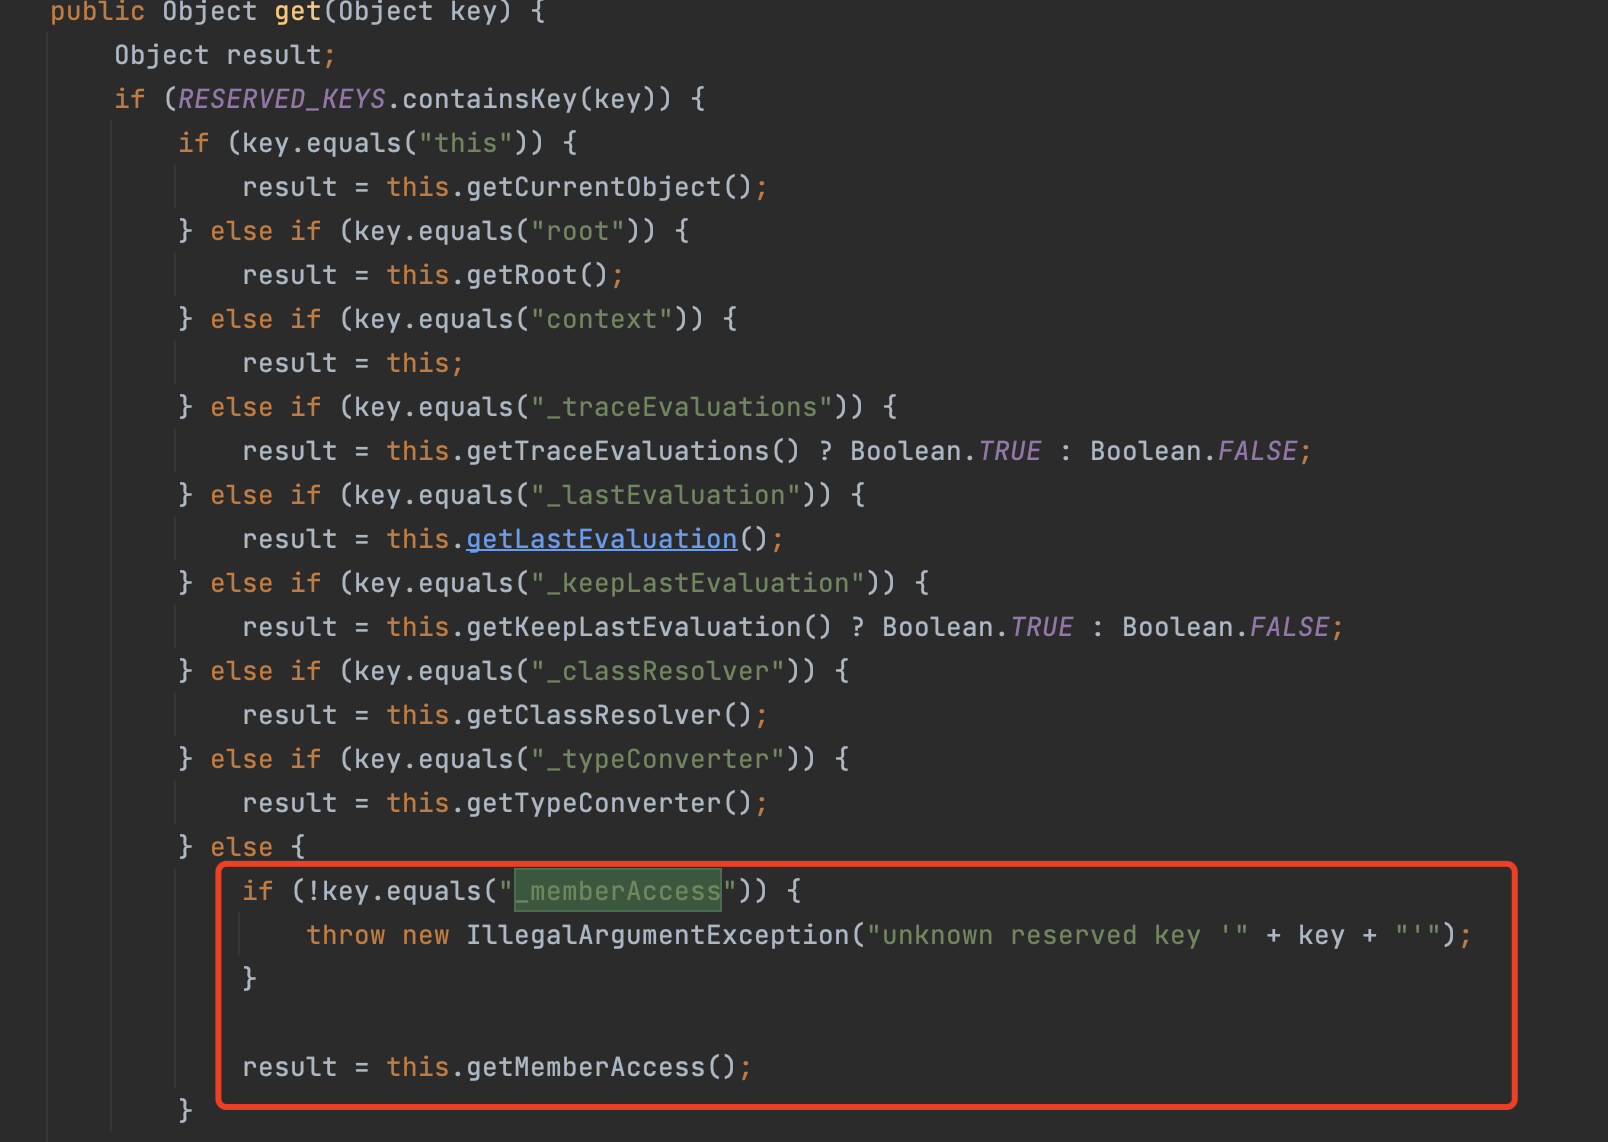 public Object get(Object key) {
    Object result;
    if (RESERVED_KEYS.containsKey(key)) {
        if (key.equals("this")) {
            result = this.getCurrentObject();
        } else if (key.equals("root")) {
            result = this.getRoot();
        } else if (key.equals("context")) {
            result = this;
        } else if (key.equals("_traceEvaluations")) {
            result = this.getTraceEvaluations() ? Boolean.TRUE : Boolean.FALSE;
        } else if (key.equals("_lastEvaluation")) {
            result = this.getLastEvaluation();
        } else if (key.equals("_keepLastEvaluation")) {
            result = this.getKeepLastEvaluation() ? Boolean.TRUE : Boolean.FALSE;
        } else if (key.equals("_classResolver")) {
            result = this.getClassResolver();
        } else if (key.equals("_typeConverter")) {
            result = this.getTypeConverter();
        } else {
            if (!key.equals("_memberAccess")) {
                throw new IllegalArgumentException("unknown reserved key '" + key + "'");
            }

            result = this.getMemberAccess();
        }